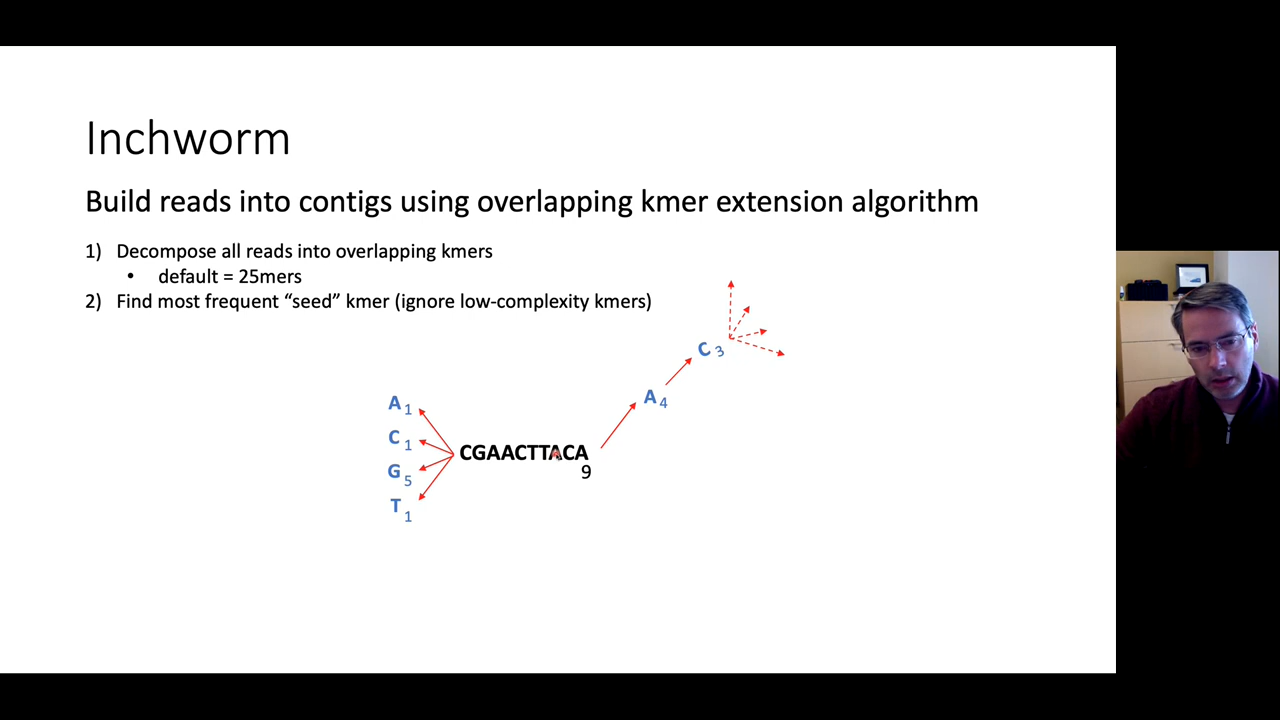 Inchworm
Build reads into contigs using overlapping kmer extension algorithm
1) Decompose all reads into overlapping kmers
• default = 25mers
2) Find most frequent “seed” kmer (ignore low-complexity kmers)
C 3
A 4
A 1
C 1
G 5
T 1
CGAACTTACA
9